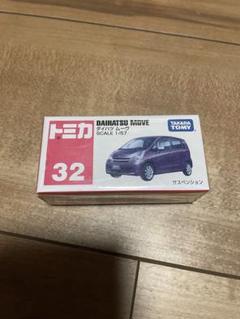 トミカ
32
DAIHATSU MOVE
ダイハツ ムーヴ
SCALE 1/57
TAKARA
TOMY
サスペンション